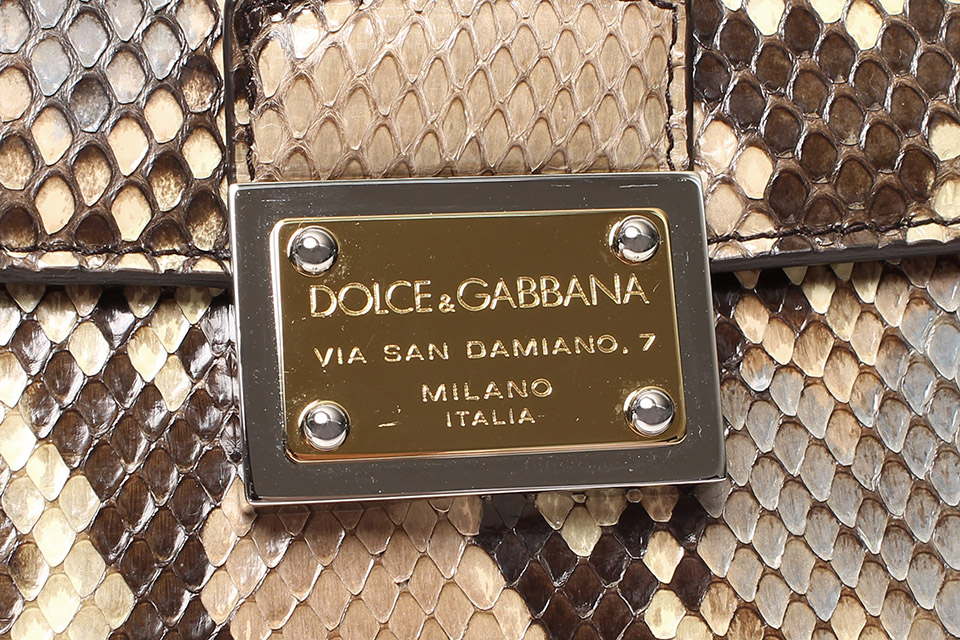 DOLCE&GABBANA
VIA SAN DAMIANO, 7
MILANO
ITALIA